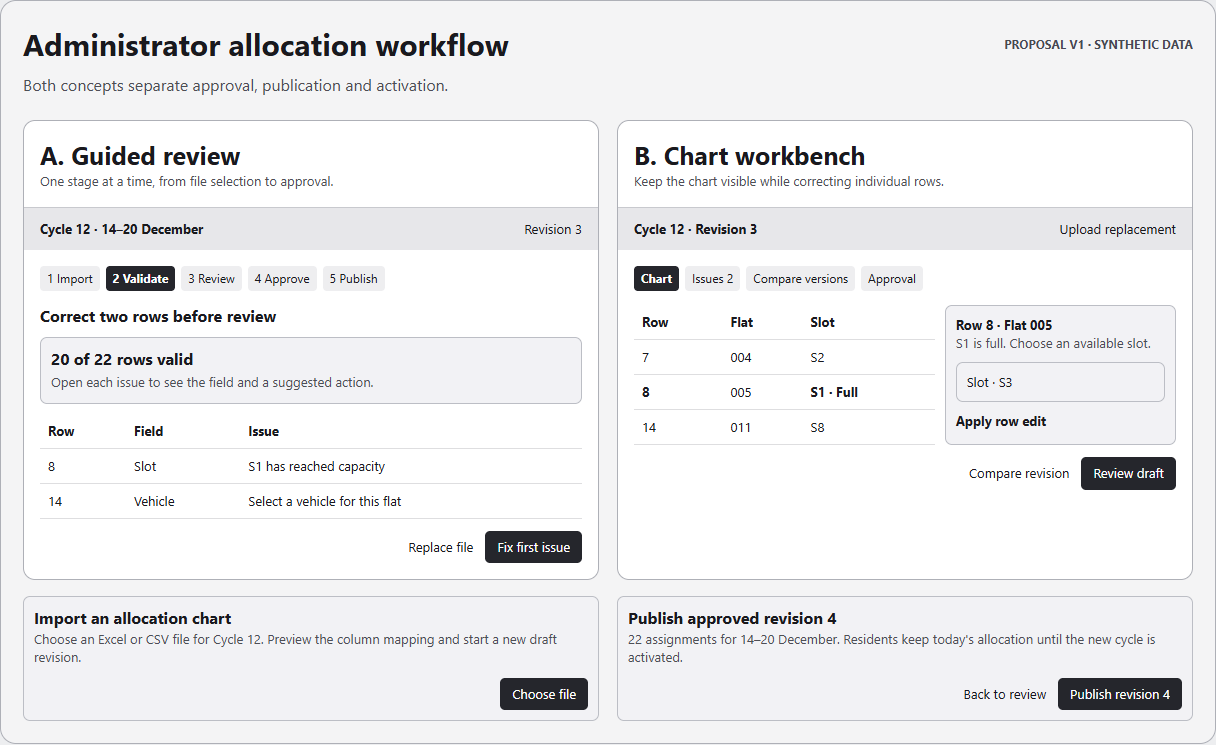 Administrator allocation workflow
PROPOSAL V1 · SYNTHETIC DATA
Both concepts separate approval, publication and activation.
A. Guided review
One stage at a time, from file selection to approval.
Cycle 12 · 14–20 December
Revision 3
1 Import 2 Validate 3 Review 4 Approve 5 Publish
Correct two rows before review
20 of 22 rows valid
Open each issue to see the field and a suggested action.
Row Field Issue
8 Slot S1 has reached capacity
14 Vehicle Select a vehicle for this flat
Replace file Fix first issue
B. Chart workbench
Keep the chart visible while correcting individual rows.
Cycle 12 · Revision 3
Upload replacement
Chart Issues 2 Compare versions Approval
Row Flat Slot
7 004 S2
8 005 S1 · Full
14 011 S8
Row 8 · Flat 005
S1 is full. Choose an available slot.
Slot · S3
Apply row edit
Compare revision Review draft
Import an allocation chart
Choose an Excel or CSV file for Cycle 12. Preview the column mapping and start a new draft
revision.
Choose file
Publish approved revision 4
22 assignments for 14–20 December. Residents keep today's allocation until the new cycle is
activated.
Back to review Publish revision 4